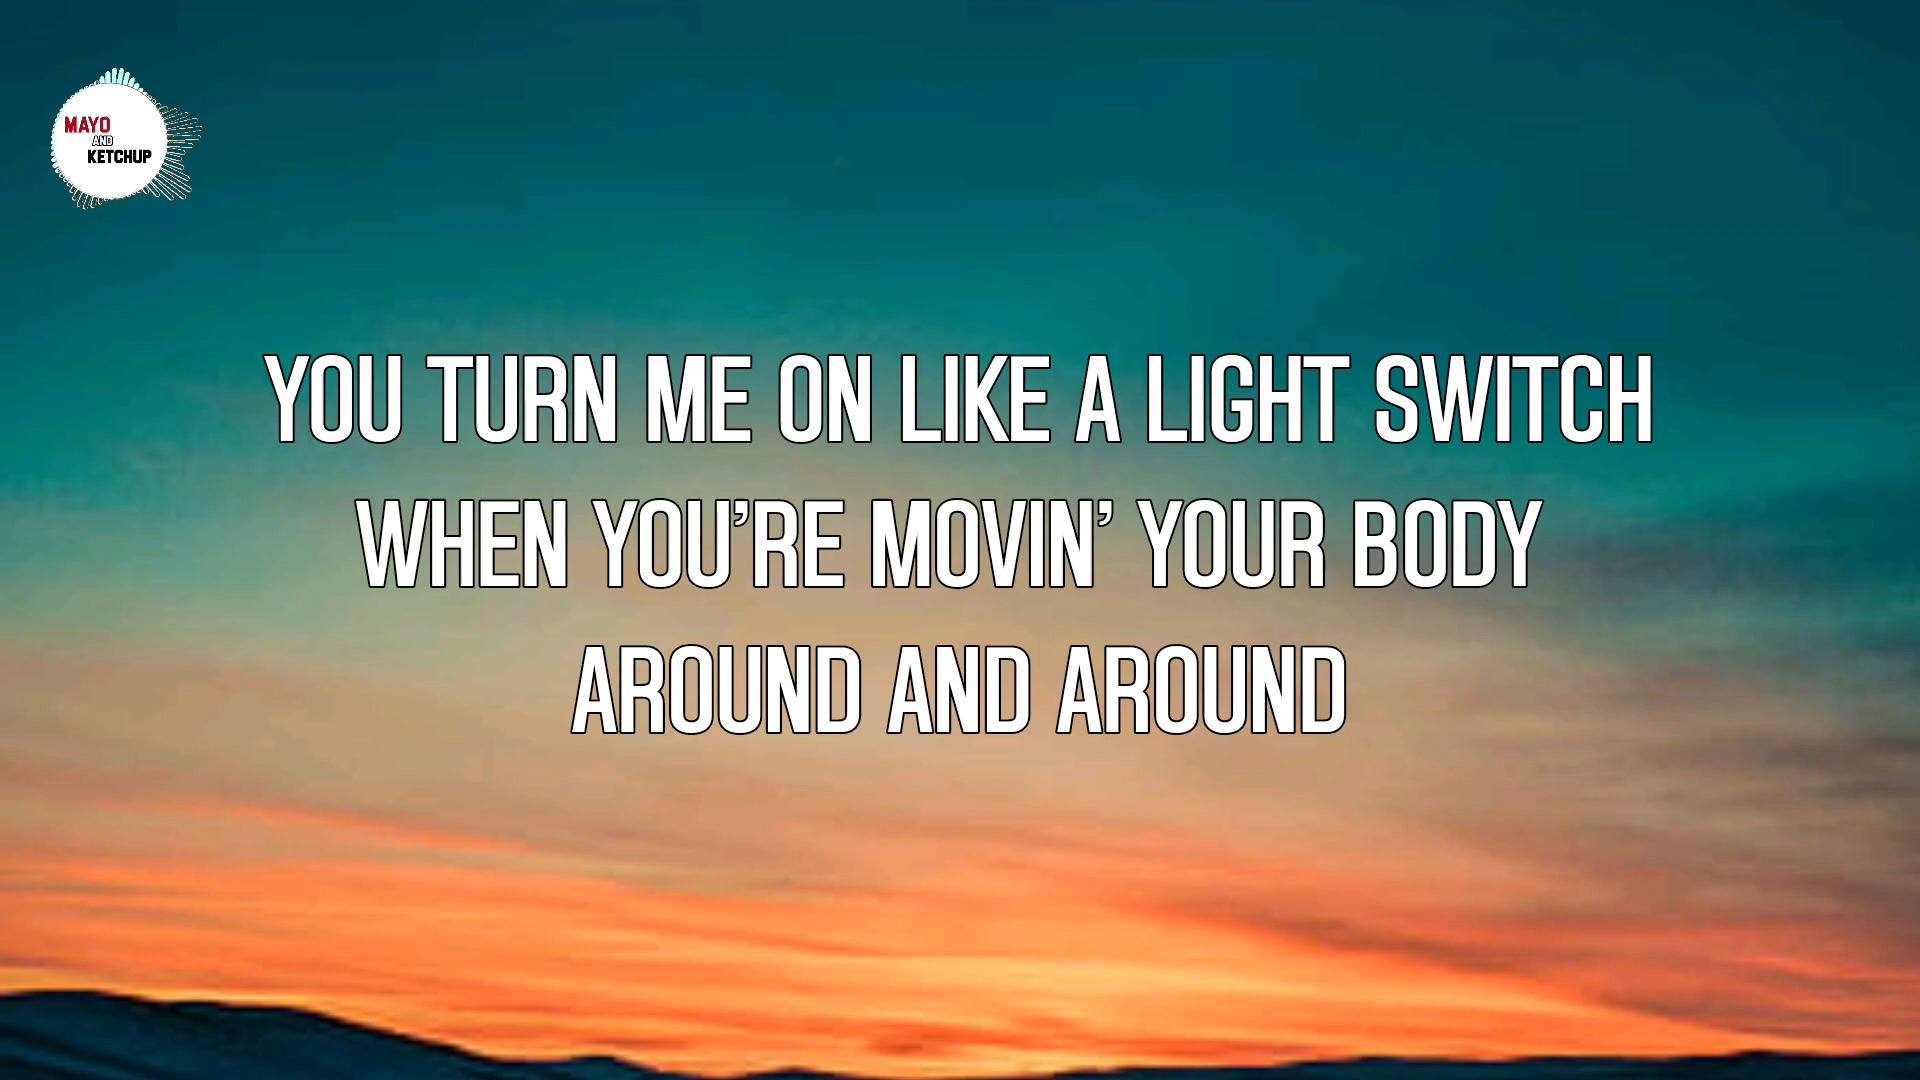 MAYO
AND
KETCHUP
YOU TURN ME ON LIKE A LIGHT SWITCH
WHEN YOU’RE MOVIN’ YOUR BODY
AROUND AND AROUND